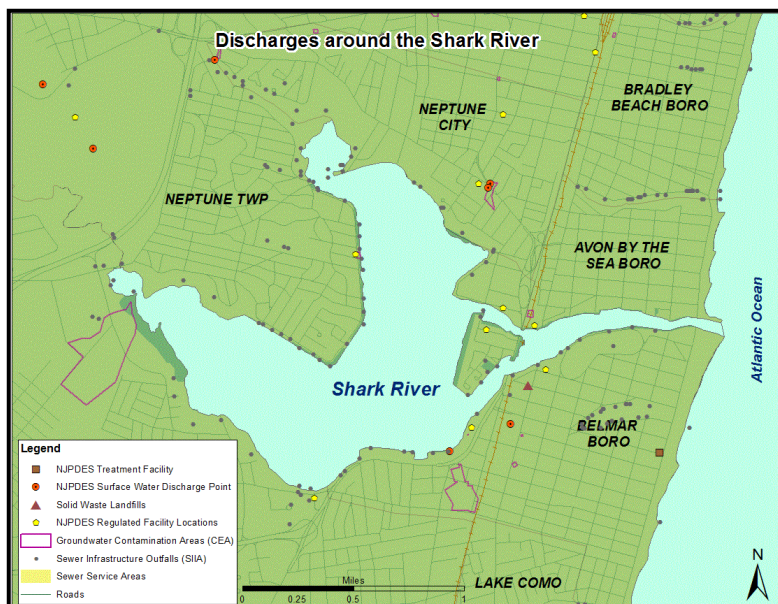 Discharges around the Shark River
BRADLEY
BEACH BORO
NEPTUNE
CITY
NEPTUNE TWP
AVON BY THE
SEA BORO
Atlantic Ocean
Shark River
BELMAR
BORO
LAKE COMO
Legend
NJPDES Treatment Facility
NJPDES Surface Water Discharge Point
Solid Waste Landfills
NJPDES Regulated Facility Locations
Groundwater Contamination Areas (CEA)
Sewer Infrastructure Outfalls (SIIA)
Sewer Service Areas
Roads
Miles
0 0.25 0.5 1
N